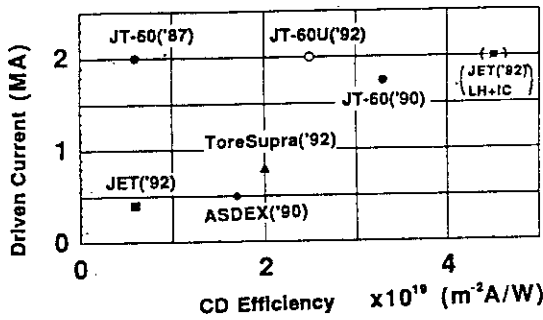 JT-60('87)
JT-60U('92)
(JET('92)
LH+IC)
JT-60('90)
ToreSupra('92)
JET('92)
ASDEX('90)
Driven Current (MA)
2
1
0
0
2
4
CD Efficiency x10¹⁹ (m⁻²A/W)